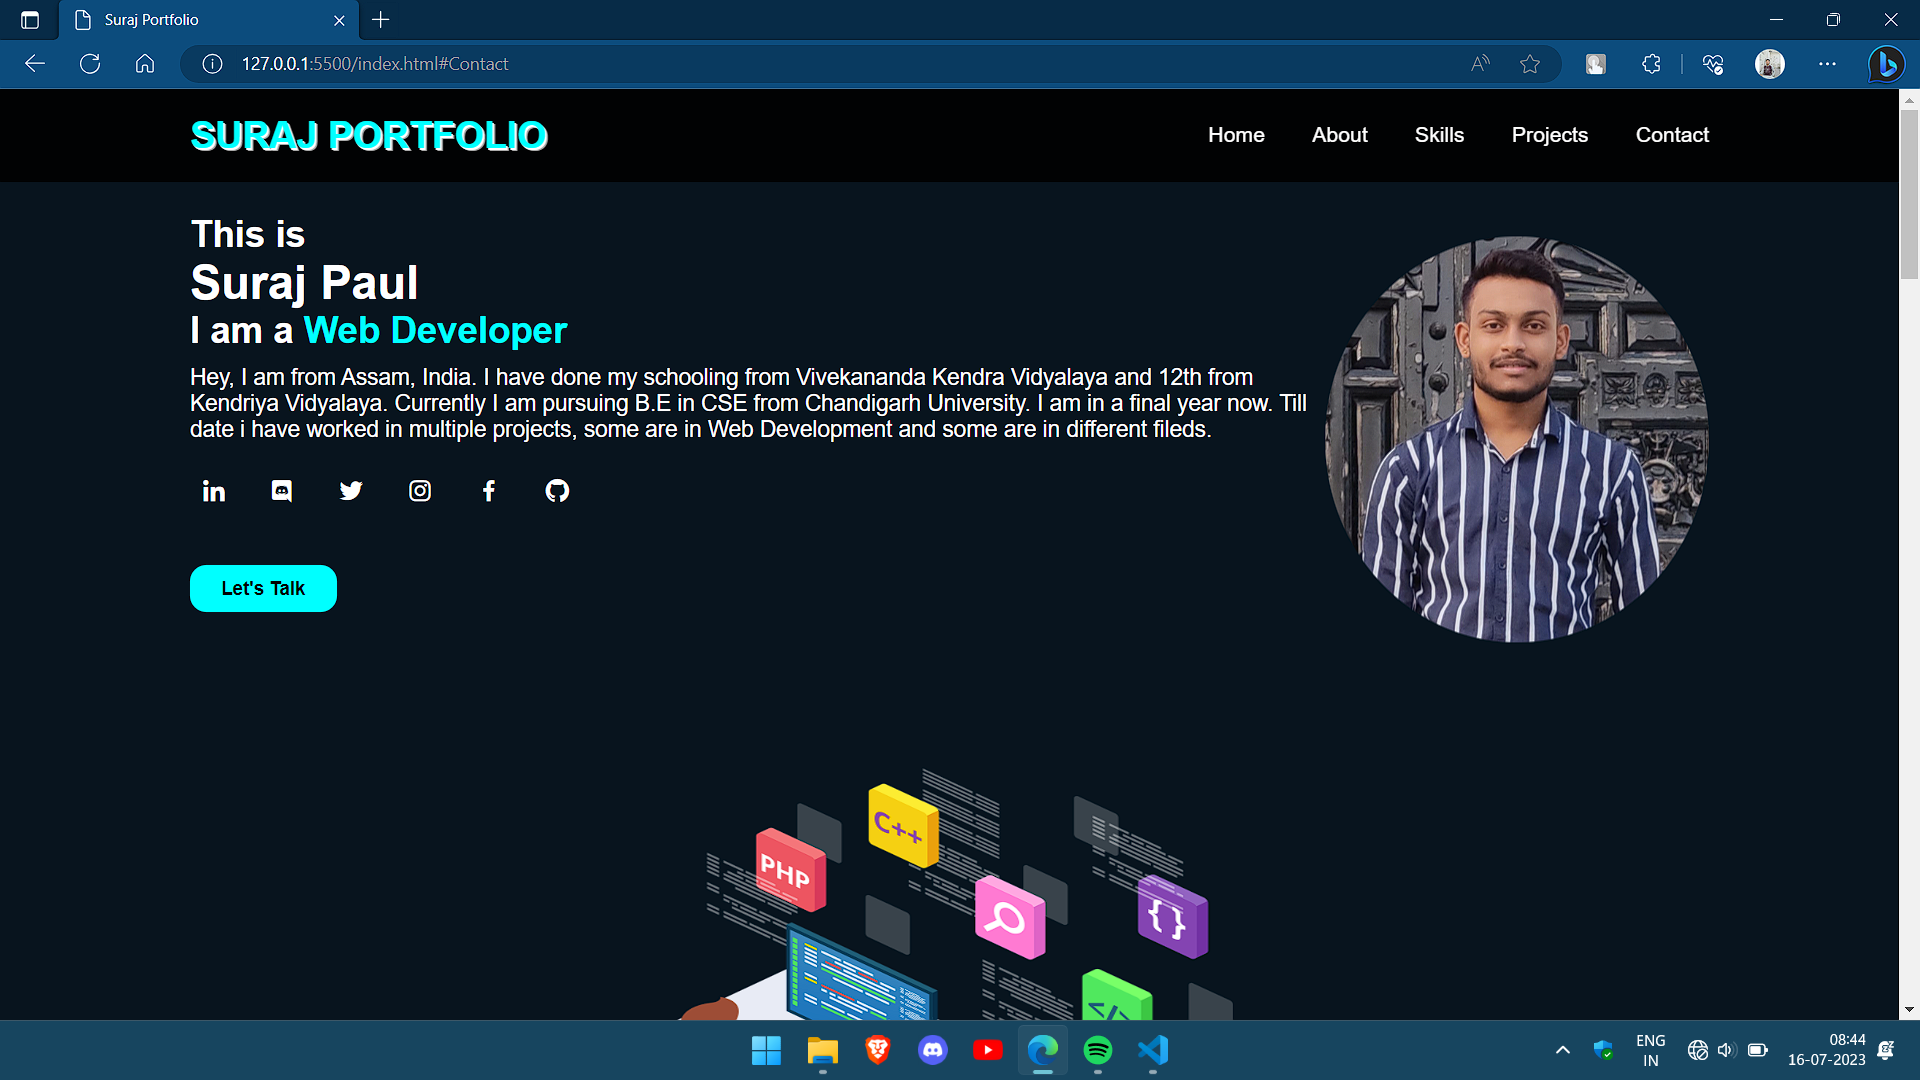 Suraj Portfolio
127.0.0.1:5500/index.html#Contact
SURAJ PORTFOLIO
Home About Skills Projects Contact
This is
Suraj Paul
I am a Web Developer
Hey, I am from Assam, India. I have done my schooling from Vivekananda Kendra Vidyalaya and 12th from
Kendriya Vidyalaya. Currently I am pursuing B.E in CSE from Chandigarh University. I am in a final year now. Till
date i have worked in multiple projects, some are in Web Development and some are in different fileds.
in
Let's Talk
C++
PHP
{ }
</>
ENG
IN
08:44
16-07-2023